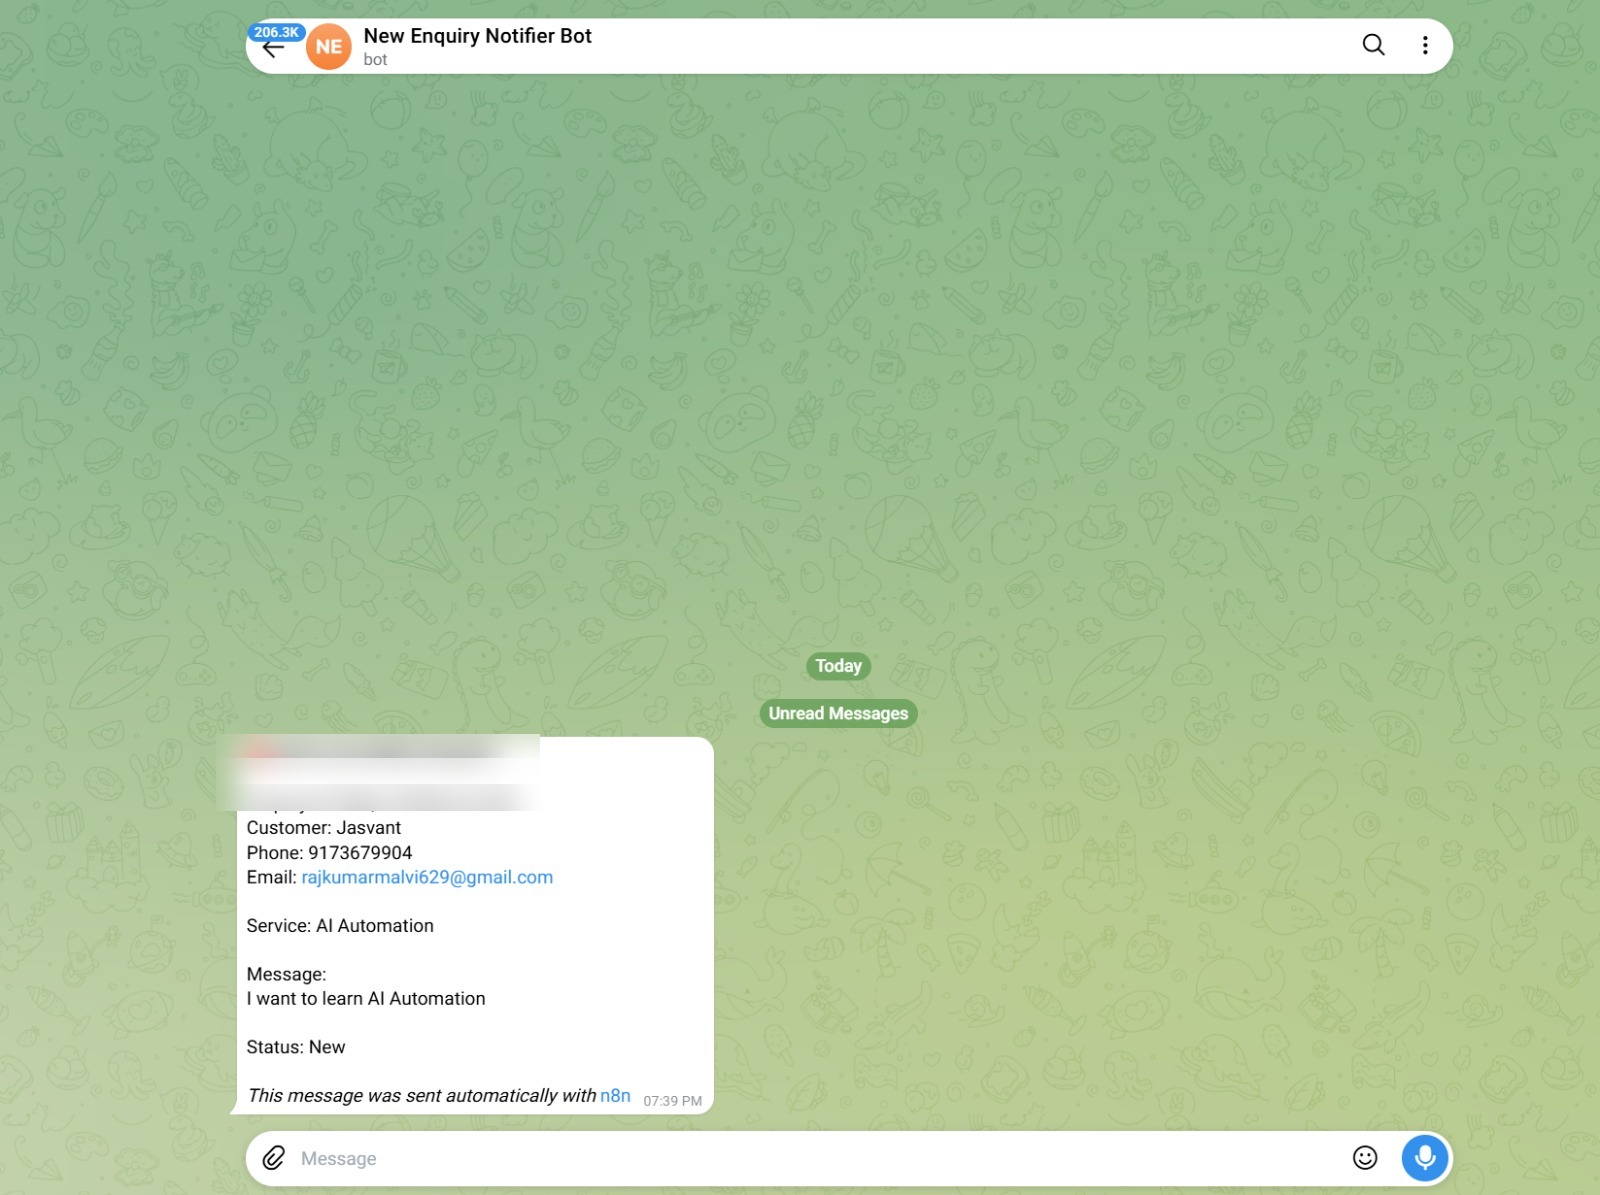 206.3K
NE
New Enquiry Notifier Bot
bot
Today
Unread Messages
Customer: Jasvant
Phone: 9173679904
Email: rajkumarmalvi629@gmail.com
Service: AI Automation
Message:
I want to learn AI Automation
Status: New
This message was sent automatically with n8n
07:39 PM
Message